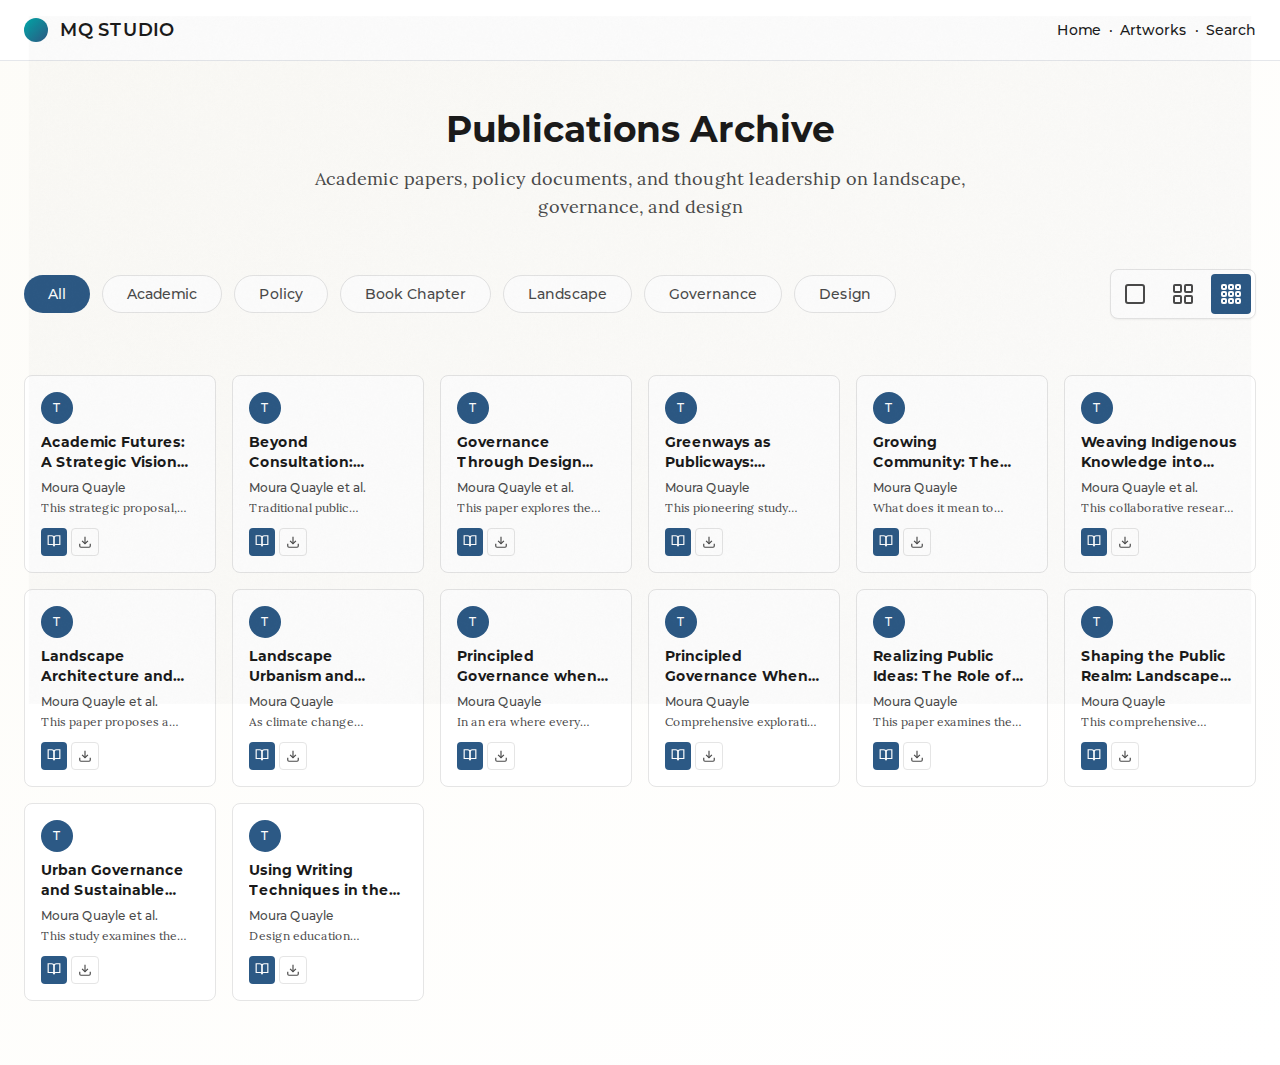 MQ STUDIO
Home · Artworks · Search
Publications Archive
Academic papers, policy documents, and thought leadership on landscape,
governance, and design
All
Academic
Policy
Book Chapter
Landscape
Governance
Design
T
Academic Futures:
A Strategic Vision...
Moura Quayle
This strategic proposal,...
T
Beyond
Consultation:...
Moura Quayle et al.
Traditional public...
T
Governance
Through Design...
Moura Quayle et al.
This paper explores the...
T
Greenways as
Publicways:...
Moura Quayle
This pioneering study...
T
Growing
Community: The...
Moura Quayle
What does it mean to...
T
Weaving Indigenous
Knowledge into...
Moura Quayle et al.
This collaborative resear...
T
Landscape
Architecture and...
Moura Quayle et al.
This paper proposes a...
T
Landscape
Urbanism and...
Moura Quayle
As climate change...
T
Principled
Governance when...
Moura Quayle
In an era where every...
T
Principled
Governance When...
Moura Quayle
Comprehensive explorati...
T
Realizing Public
Ideas: The Role of...
Moura Quayle
This paper examines the...
T
Shaping the Public
Realm: Landscape...
Moura Quayle
This comprehensive...
T
Urban Governance
and Sustainable...
Moura Quayle et al.
This study examines the...
T
Using Writing
Techniques in the...
Moura Quayle
Design education...